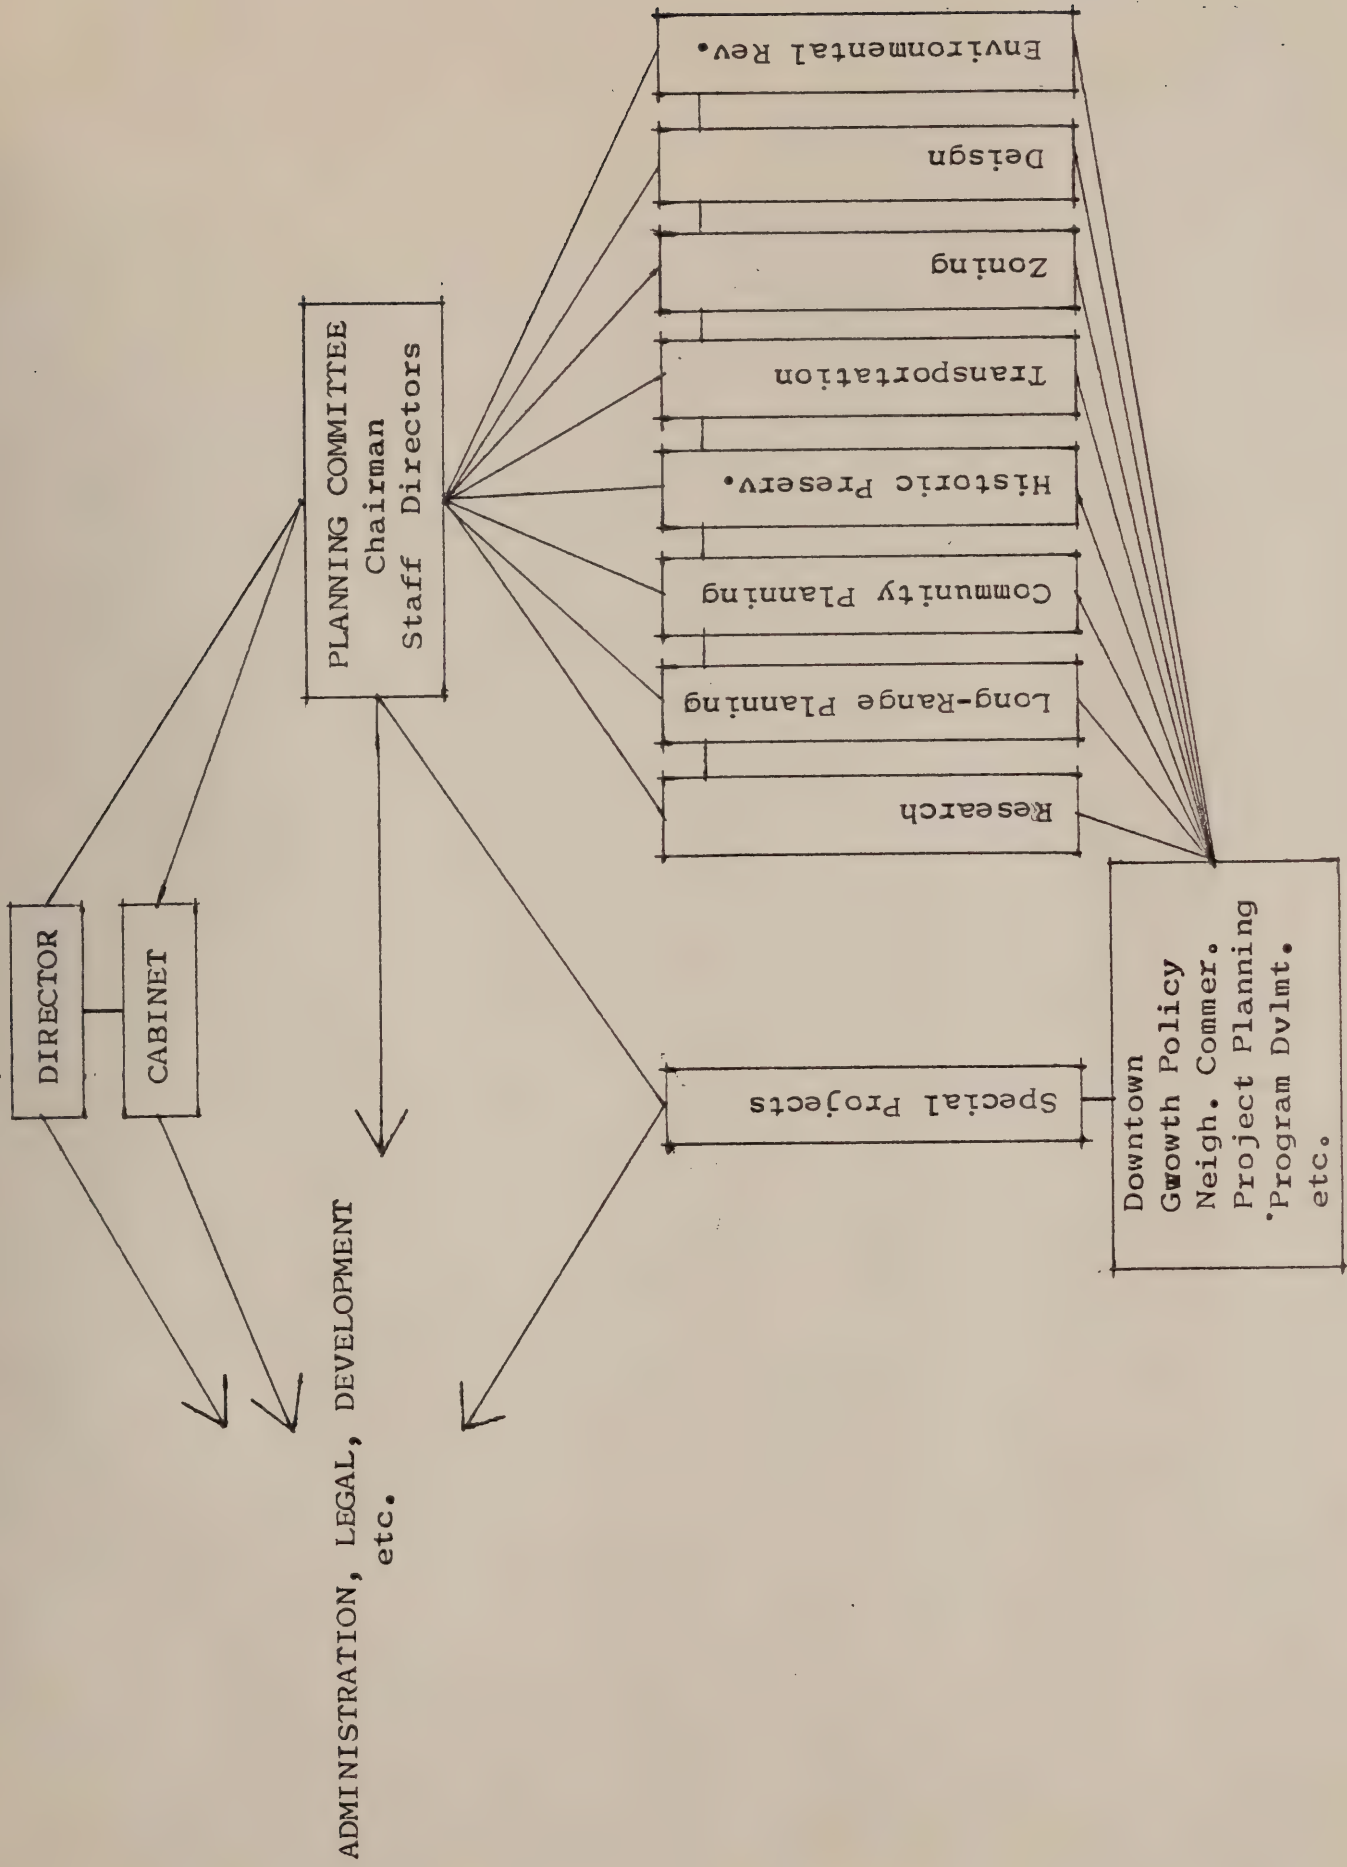 DIRECTOR
CABINET
PLANNING COMMITTEE
Chairman
Staff Directors
ADMINISTRATION, LEGAL, DEVELOPMENT
etc.
Special Projects
Research
Long-Range Planning
Community Planning
Historic Preserv.
Transportation
Zoning
Deisgn
Environmental Rev.
Downtown
Gwowth Policy
Neigh. Commer.
Project Planning
Program Dvlmt.
etc.